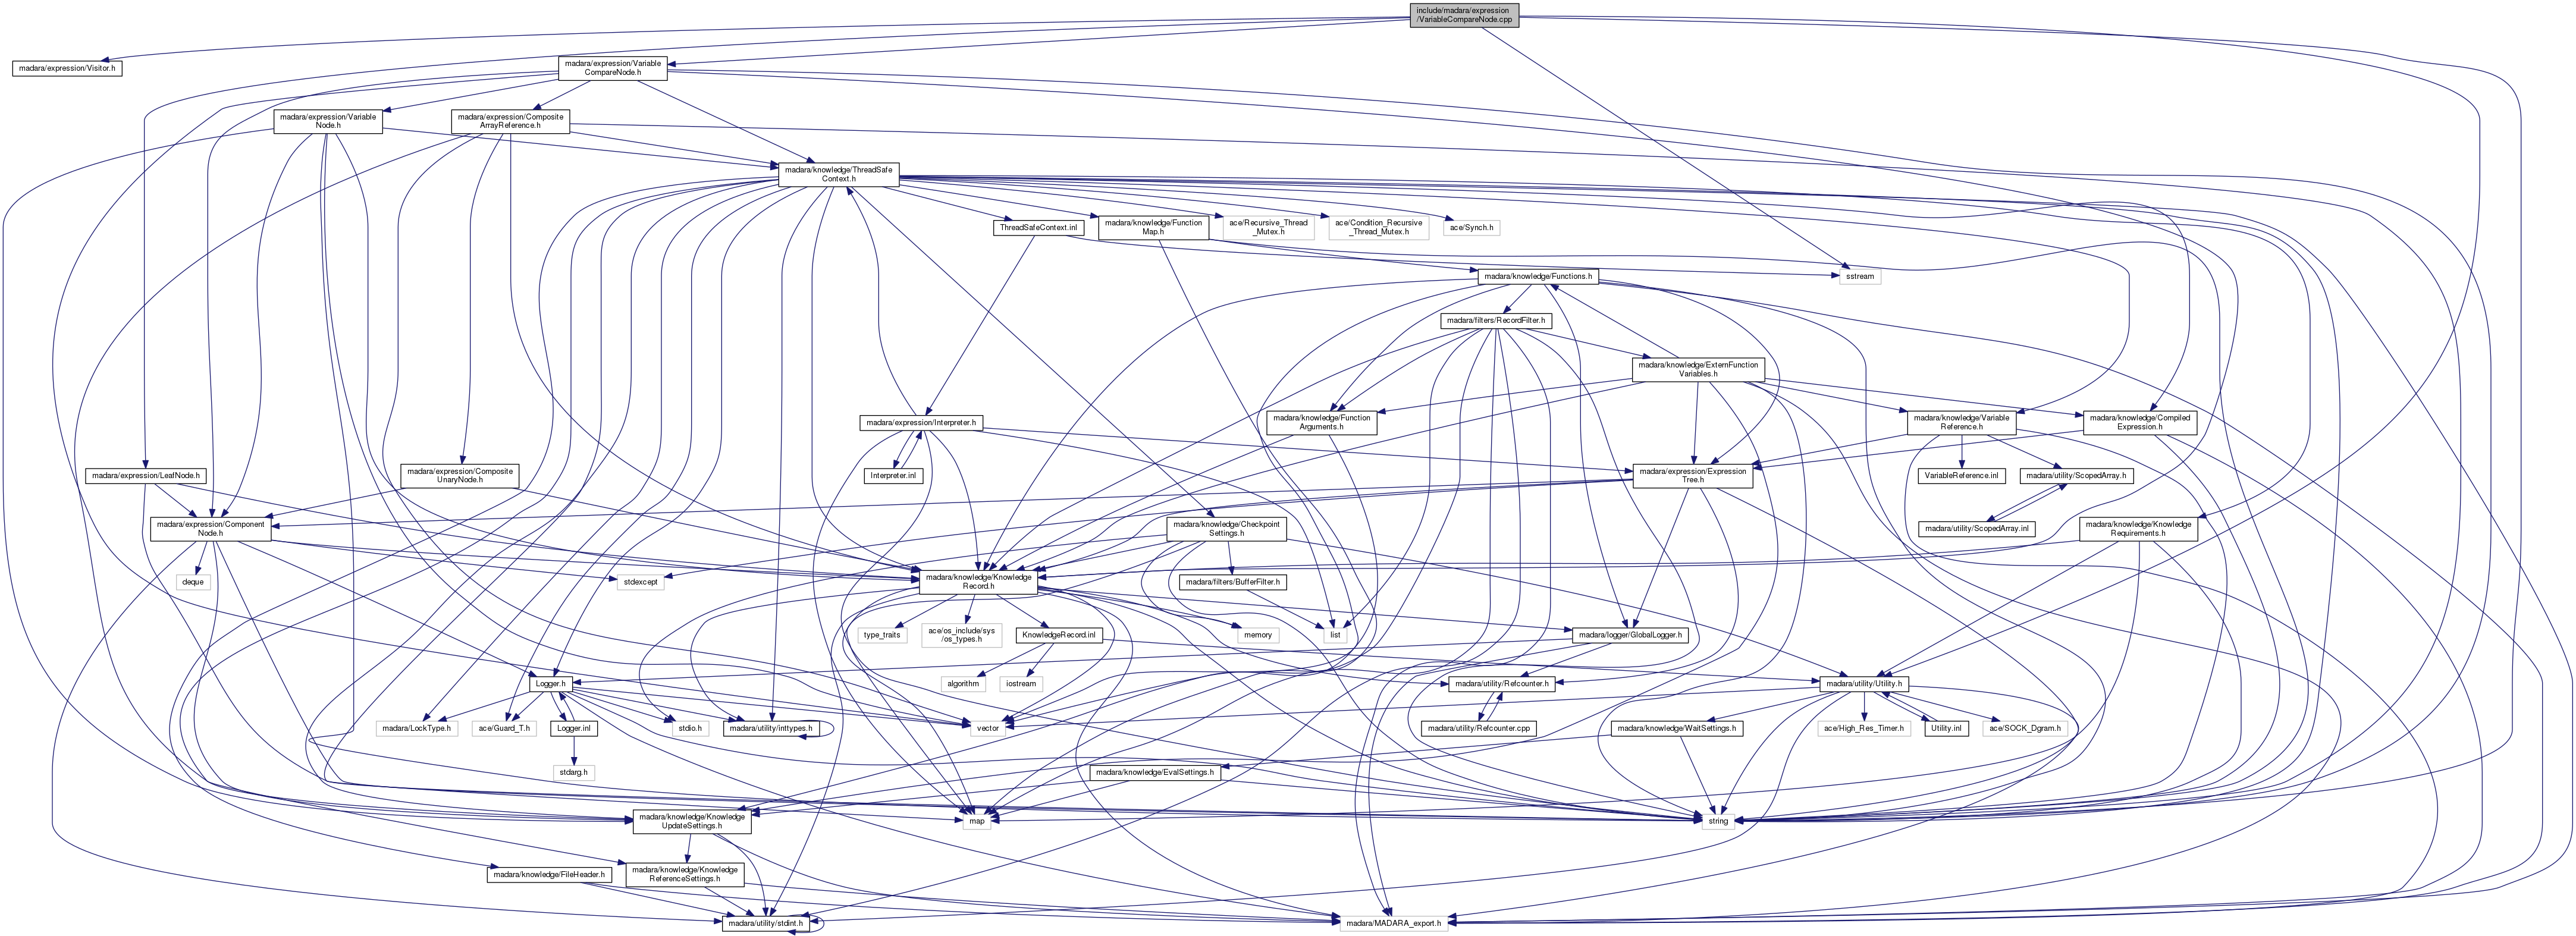 include/madara/expression
/VariableCompareNode.cpp
madara/expression/Visitor.h
madara/expression/Variable
CompareNode.h
madara/expression/Variable
Node.h
madara/expression/Composite
ArrayReference.h
madara/knowledge/ThreadSafe
Context.h
ThreadSafeContext.inl
madara/knowledge/Function
Map.h
ace/Recursive_Thread
_Mutex.h
ace/Condition_Recursive
_Thread_Mutex.h
ace/Synch.h
madara/knowledge/Functions.h
sstream
madara/filters/RecordFilter.h
madara/knowledge/ExternFunction
Variables.h
madara/expression/Interpreter.h
madara/knowledge/Function
Arguments.h
madara/knowledge/Variable
Reference.h
madara/knowledge/Compiled
Expression.h
madara/expression/LeafNode.h
madara/expression/Composite
UnaryNode.h
Interpreter.inl
madara/expression/Expression
Tree.h
VariableReference.inl
madara/utility/ScopedArray.h
madara/expression/Component
Node.h
madara/knowledge/Checkpoint
Settings.h
madara/utility/ScopedArray.inl
madara/knowledge/Knowledge
Requirements.h
deque
stdexcept
madara/knowledge/Knowledge
Record.h
madara/filters/BufferFilter.h
type_traits
ace/os_include/sys
/os_types.h
KnowledgeRecord.inl
memory
list
madara/logger/GlobalLogger.h
Logger.h
algorithm
iostream
madara/utility/Refcounter.h
madara/utility/Utility.h
madara/LockType.h
ace/Guard_T.h
Logger.inl
stdio.h
madara/utility/inttypes.h
vector
madara/utility/Refcounter.cpp
madara/knowledge/WaitSettings.h
ace/High_Res_Timer.h
Utility.inl
ace/SOCK_Dgram.h
stdarg.h
madara/knowledge/EvalSettings.h
madara/knowledge/Knowledge
UpdateSettings.h
map
string
madara/knowledge/FileHeader.h
madara/knowledge/Knowledge
ReferenceSettings.h
madara/utility/stdint.h
madara/MADARA_export.h